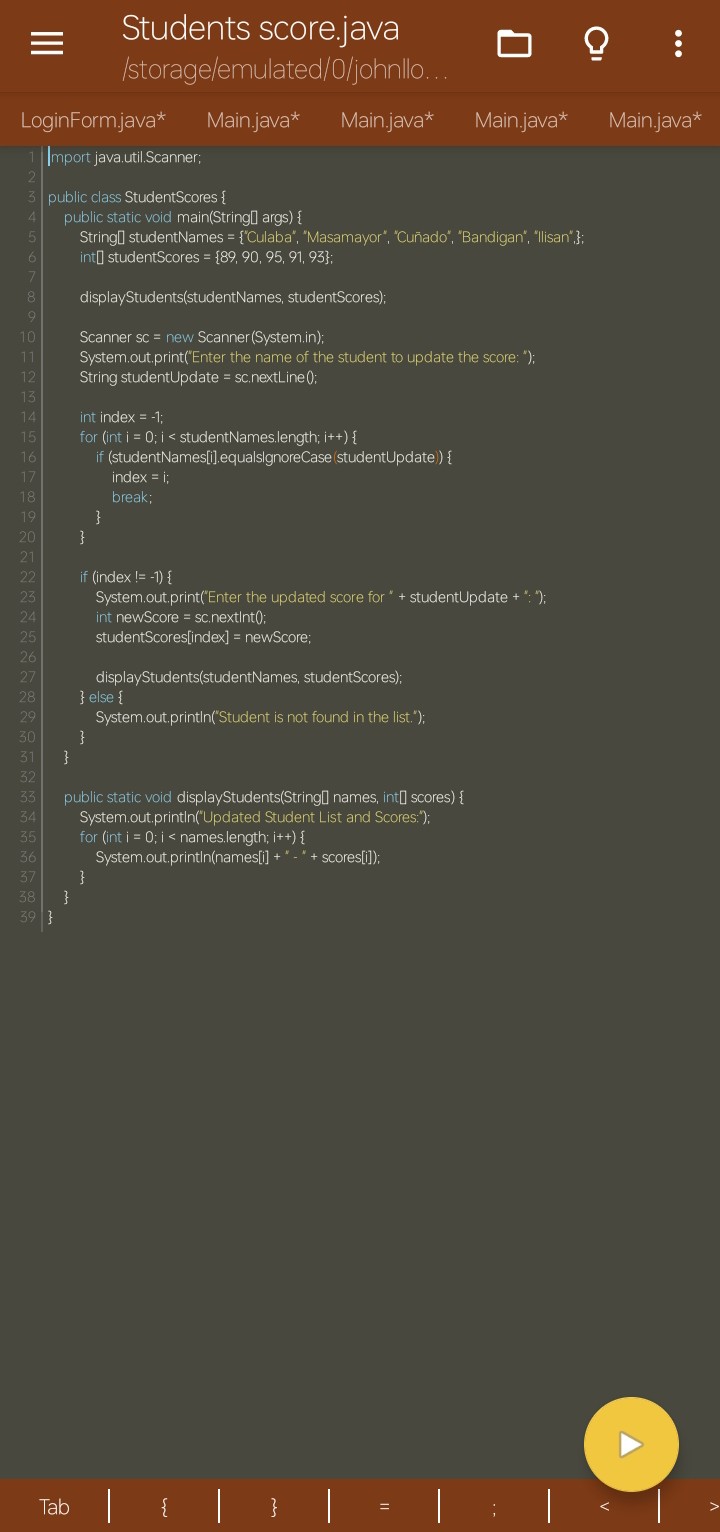 Students score.java
/storage/emulated/0/johnllo...
LoginForm.java* Main.java* Main.java* Main.java* Main.java*
1 import java.util.Scanner;
2
3 public class StudentScores {
4 public static void main(String[] args) {
5 String[] studentNames = {"Culaba", "Masamayor", "Cuñado", "Bandigan", "Ilisan",};
6 int[] studentScores = {89, 90, 95, 91, 93};
7
8 displayStudents(studentNames, studentScores);
9
10 Scanner sc = new Scanner(System.in);
11 System.out.print("Enter the name of the student to update the score: ");
12 String studentUpdate = sc.nextLine();
13
14 int index = -1;
15 for (int i = 0; i < studentNames.length; i++) {
16 if (studentNames[i].equalsIgnoreCase(studentUpdate)) {
17 index = i;
18 break;
19 }
20 }
21
22 if (index != -1) {
23 System.out.print("Enter the updated score for " + studentUpdate + ": ");
24 int newScore = sc.nextInt();
25 studentScores[index] = newScore;
26
27 displayStudents(studentNames, studentScores);
28 } else {
29 System.out.println("Student is not found in the list.");
30 }
31 }
32
33 public static void displayStudents(String[] names, int[] scores) {
34 System.out.println("Updated Student List and Scores:");
35 for (int i = 0; i < names.length; i++) {
36 System.out.println(names[i] + " - " + scores[i]);
37 }
38 }
39 }
Tab { } = ; < >